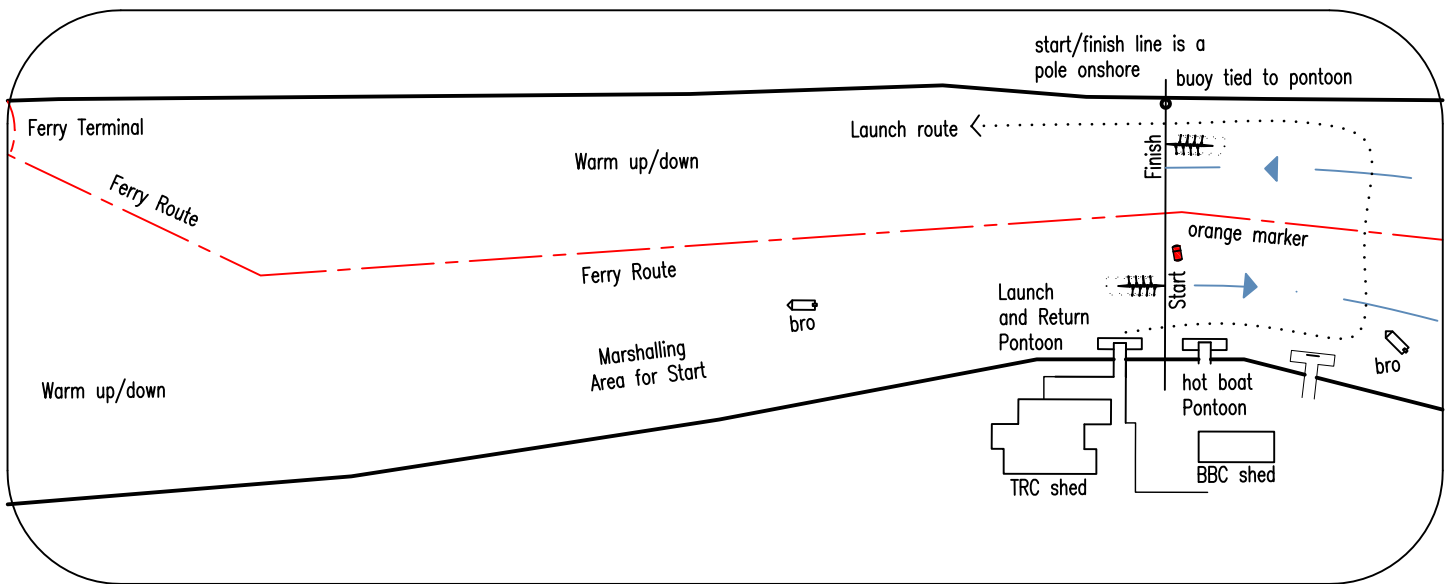 start/finish line is a
pole onshore
buoy tied to pontoon
Ferry Terminal
Launch route
Finish
Warm up/down
Ferry Route
orange marker
Ferry Route
Start
Launch
and Return
Pontoon
bro
Marshalling
Area for Start
bro
Warm up/down
hot boat
Pontoon
BBC shed
TRC shed